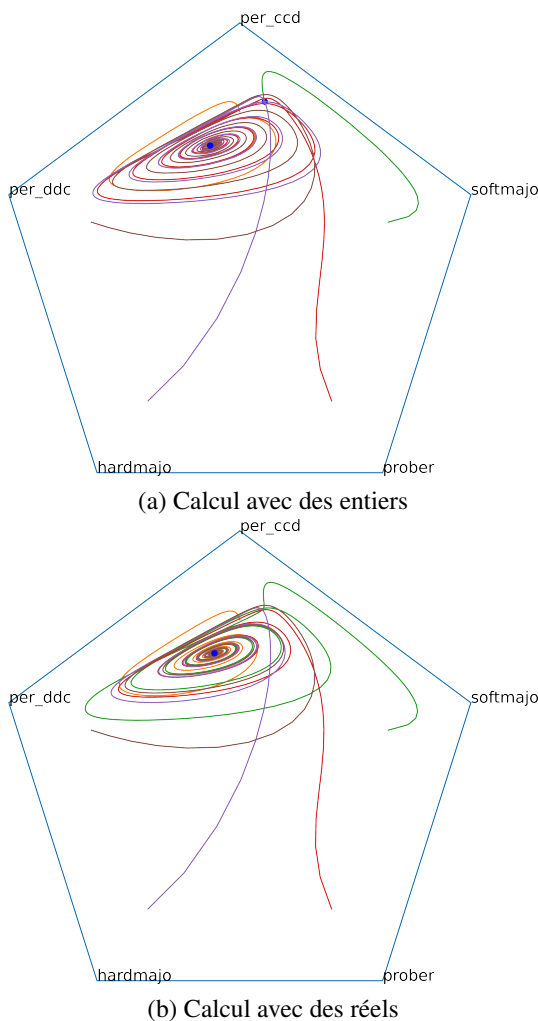 per_ccd
per_ddc
softmajo
hardmajo
prober
(a) Calcul avec des entiers
per_ccd
per_ddc
softmajo
hardmajo
prober
(b) Calcul avec des réels